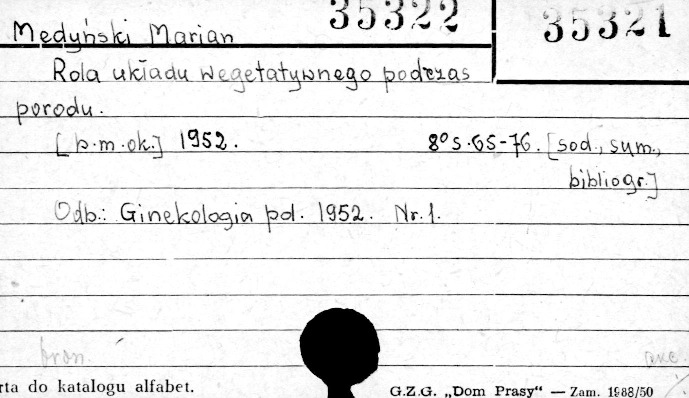 35322 35321
Medyński Marian
Rola układu wegetatywnego podczas
porodu.
[b.m.ok.] 1952. 8° s. 65-76. [sod., sum.,
bibliogr.]
Odb.: Ginekologia pol. 1952. Nr. 1.
bron.
rta do katalogu alfabet. G.Z.G. „Dom Prasy“ — Zam. 1988/50